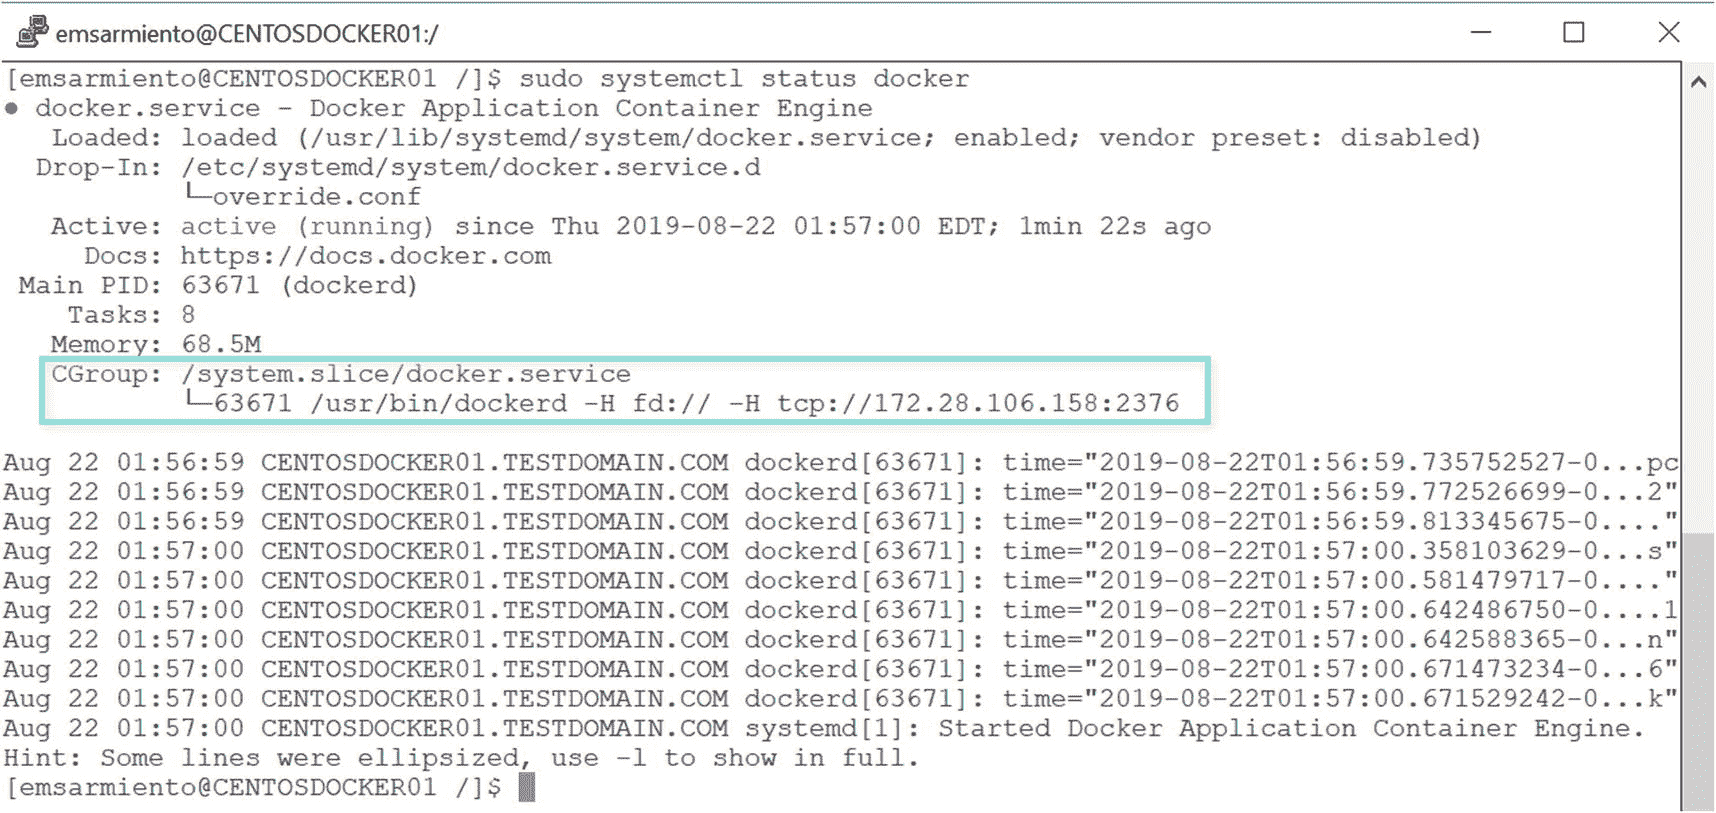 emsarmiento@CENTOSDOCKER01:/
[emsarmiento@CENTOSDOCKER01 /]$ sudo systemctl status docker
● docker.service - Docker Application Container Engine
Loaded: loaded (/usr/lib/systemd/system/docker.service; enabled; vendor preset: disabled)
Drop-In: /etc/systemd/system/docker.service.d
└─override.conf
Active: active (running) since Thu 2019-08-22 01:57:00 EDT; 1min 22s ago
Docs: https://docs.docker.com
Main PID: 63671 (dockerd)
Tasks: 8
Memory: 68.5M
CGroup: /system.slice/docker.service
└─63671 /usr/bin/dockerd -H fd:// -H tcp://172.28.106.158:2376
Aug 22 01:56:59 CENTOSDOCKER01.TESTDOMAIN.COM dockerd[63671]: time="2019-08-22T01:56:59.735752527-0...pc
Aug 22 01:56:59 CENTOSDOCKER01.TESTDOMAIN.COM dockerd[63671]: time="2019-08-22T01:56:59.772526699-0...2"
Aug 22 01:56:59 CENTOSDOCKER01.TESTDOMAIN.COM dockerd[63671]: time="2019-08-22T01:56:59.813345675-0...."
Aug 22 01:57:00 CENTOSDOCKER01.TESTDOMAIN.COM dockerd[63671]: time="2019-08-22T01:57:00.358103629-0...s"
Aug 22 01:57:00 CENTOSDOCKER01.TESTDOMAIN.COM dockerd[63671]: time="2019-08-22T01:57:00.581479717-0...."
Aug 22 01:57:00 CENTOSDOCKER01.TESTDOMAIN.COM dockerd[63671]: time="2019-08-22T01:57:00.642486750-0....1
Aug 22 01:57:00 CENTOSDOCKER01.TESTDOMAIN.COM dockerd[63671]: time="2019-08-22T01:57:00.642588365-0...n"
Aug 22 01:57:00 CENTOSDOCKER01.TESTDOMAIN.COM dockerd[63671]: time="2019-08-22T01:57:00.671473234-0...6"
Aug 22 01:57:00 CENTOSDOCKER01.TESTDOMAIN.COM dockerd[63671]: time="2019-08-22T01:57:00.671529242-0...k"
Aug 22 01:57:00 CENTOSDOCKER01.TESTDOMAIN.COM systemd[1]: Started Docker Application Container Engine.
Hint: Some lines were ellipsized, use -l to show in full.
[emsarmiento@CENTOSDOCKER01 /]$